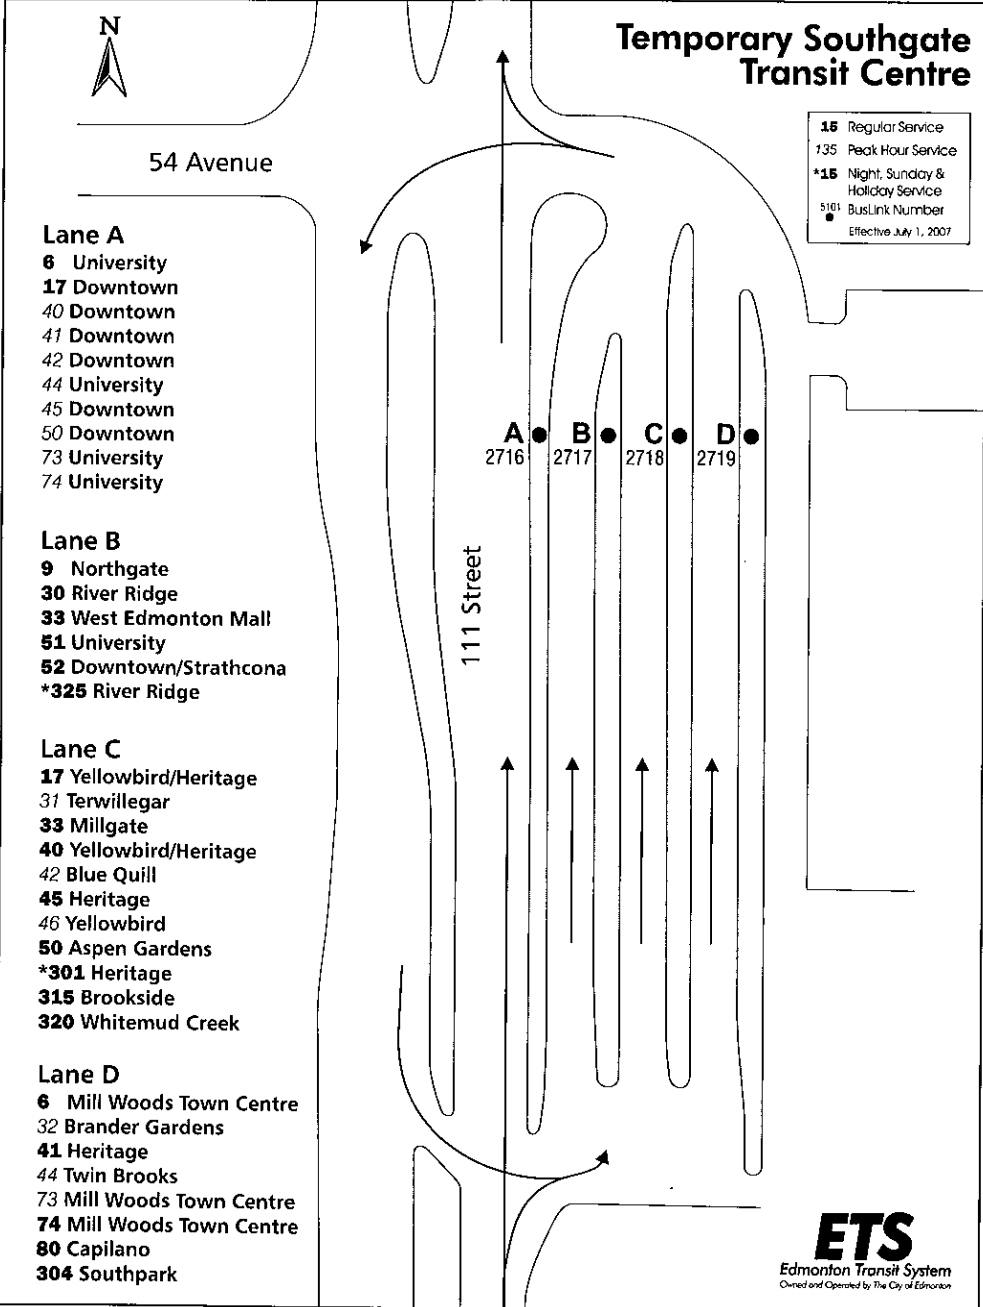 N
Temporary Southgate
Transit Centre
15 Regular Service
135 Peak Hour Service
*15 Night, Sunday &
Holiday Service
5101 BusLink Number
Effective July 1, 2007
54 Avenue
Lane A
6 University
17 Downtown
40 Downtown
41 Downtown
42 Downtown
44 University
45 Downtown
50 Downtown
73 University
74 University
Lane B
9 Northgate
30 River Ridge
33 West Edmonton Mall
51 University
52 Downtown/Strathcona
*325 River Ridge
Lane C
17 Yellowbird/Heritage
31 Terwillegar
33 Millgate
40 Yellowbird/Heritage
42 Blue Quill
45 Heritage
46 Yellowbird
50 Aspen Gardens
*301 Heritage
315 Brookside
320 Whitemud Creek
Lane D
6 Mill Woods Town Centre
32 Brander Gardens
41 Heritage
44 Twin Brooks
73 Mill Woods Town Centre
74 Mill Woods Town Centre
80 Capilano
304 Southpark
A B C D
2716 2717 2718 2719
111 Street
ETS
Edmonton Transit System
Owned and Operated by The City of Edmonton